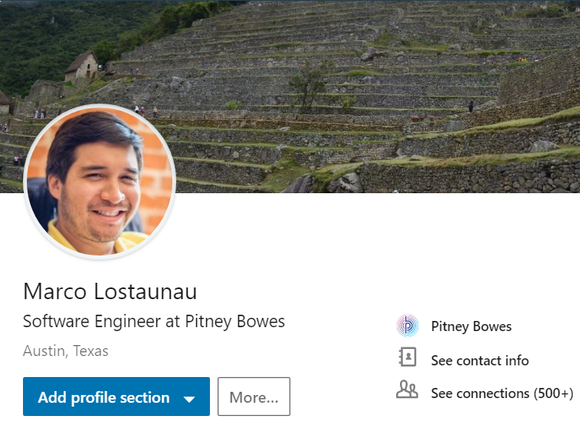 Marco Lostaunau
Software Engineer at Pitney Bowes
Austin, Texas
Add profile section
More...
Pitney Bowes
See contact info
See connections (500+)